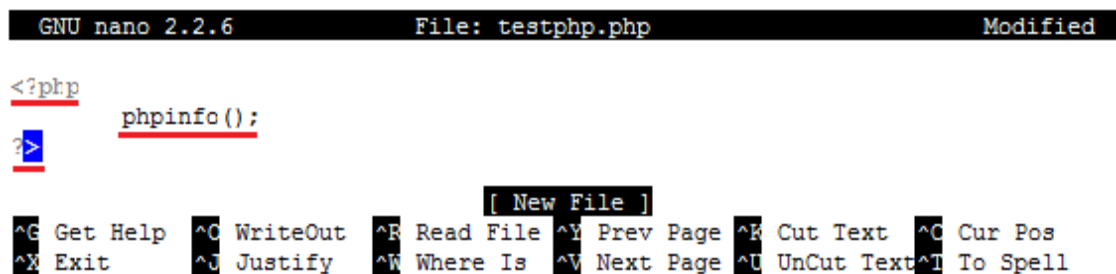 GNU nano 2.2.6 File: testphp.php Modified
<?php
phpinfo();
?>
[ New File ]
^G Get Help ^O WriteOut ^R Read File ^Y Prev Page ^K Cut Text ^C Cur Pos
^X Exit ^J Justify ^W Where Is ^V Next Page ^U UnCut Text ^T To Spell